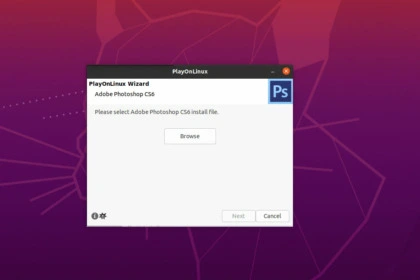 PlayOnLinux
PlayOnLinux Wizard
Adobe Photoshop CS6
Ps
Please select Adobe Photoshop CS6 install file.
Browse
Next
Cancel